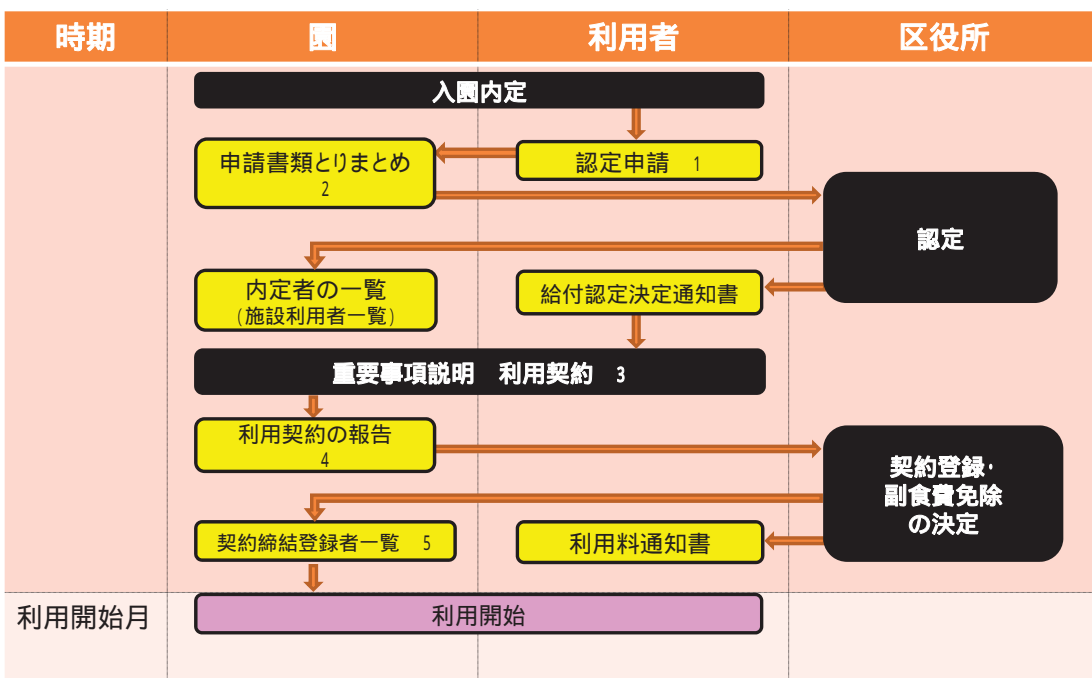 時期 園 利用者 区役所
入園内定
認定申請 1
申請書類とりまとめ
2
認定
内定者の一覧
(施設利用者一覧)
給付認定決定通知書
重要事項説明 利用契約 3
利用契約の報告
4
契約登録・
副食費免除
の決定
契約締結登録者一覧 5
利用料通知書
利用開始月
利用開始